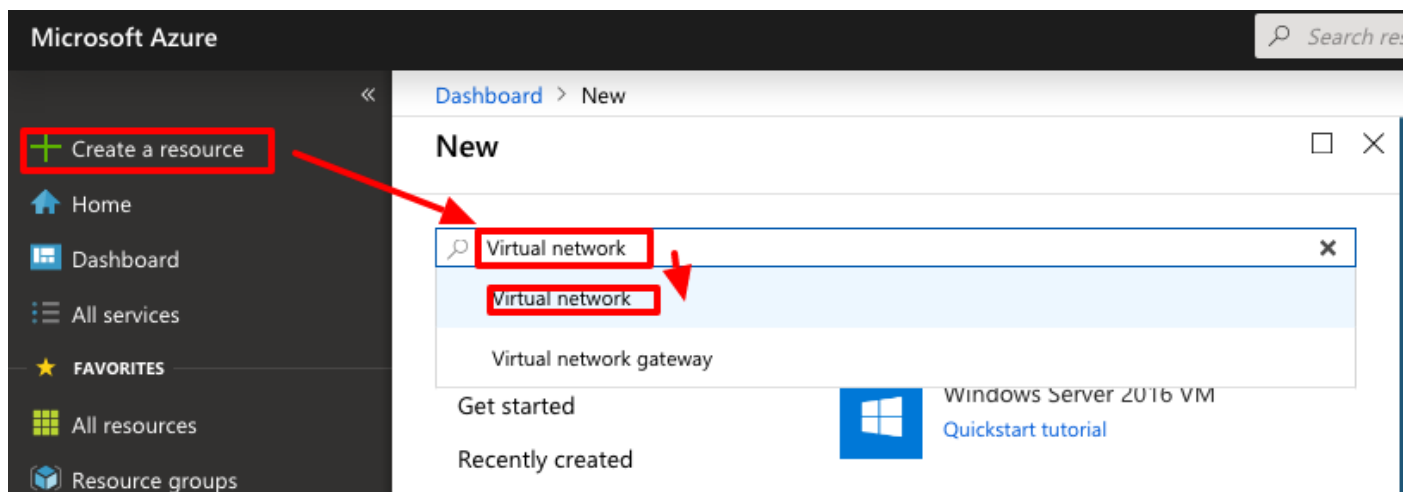 Microsoft Azure
Search res
Create a resource
Home
Dashboard
All services
FAVORITES
All resources
Resource groups
Dashboard > New
New
Virtual network
Virtual network
Virtual network gateway
Get started
Recently created
Windows Server 2016 VM
Quickstart tutorial